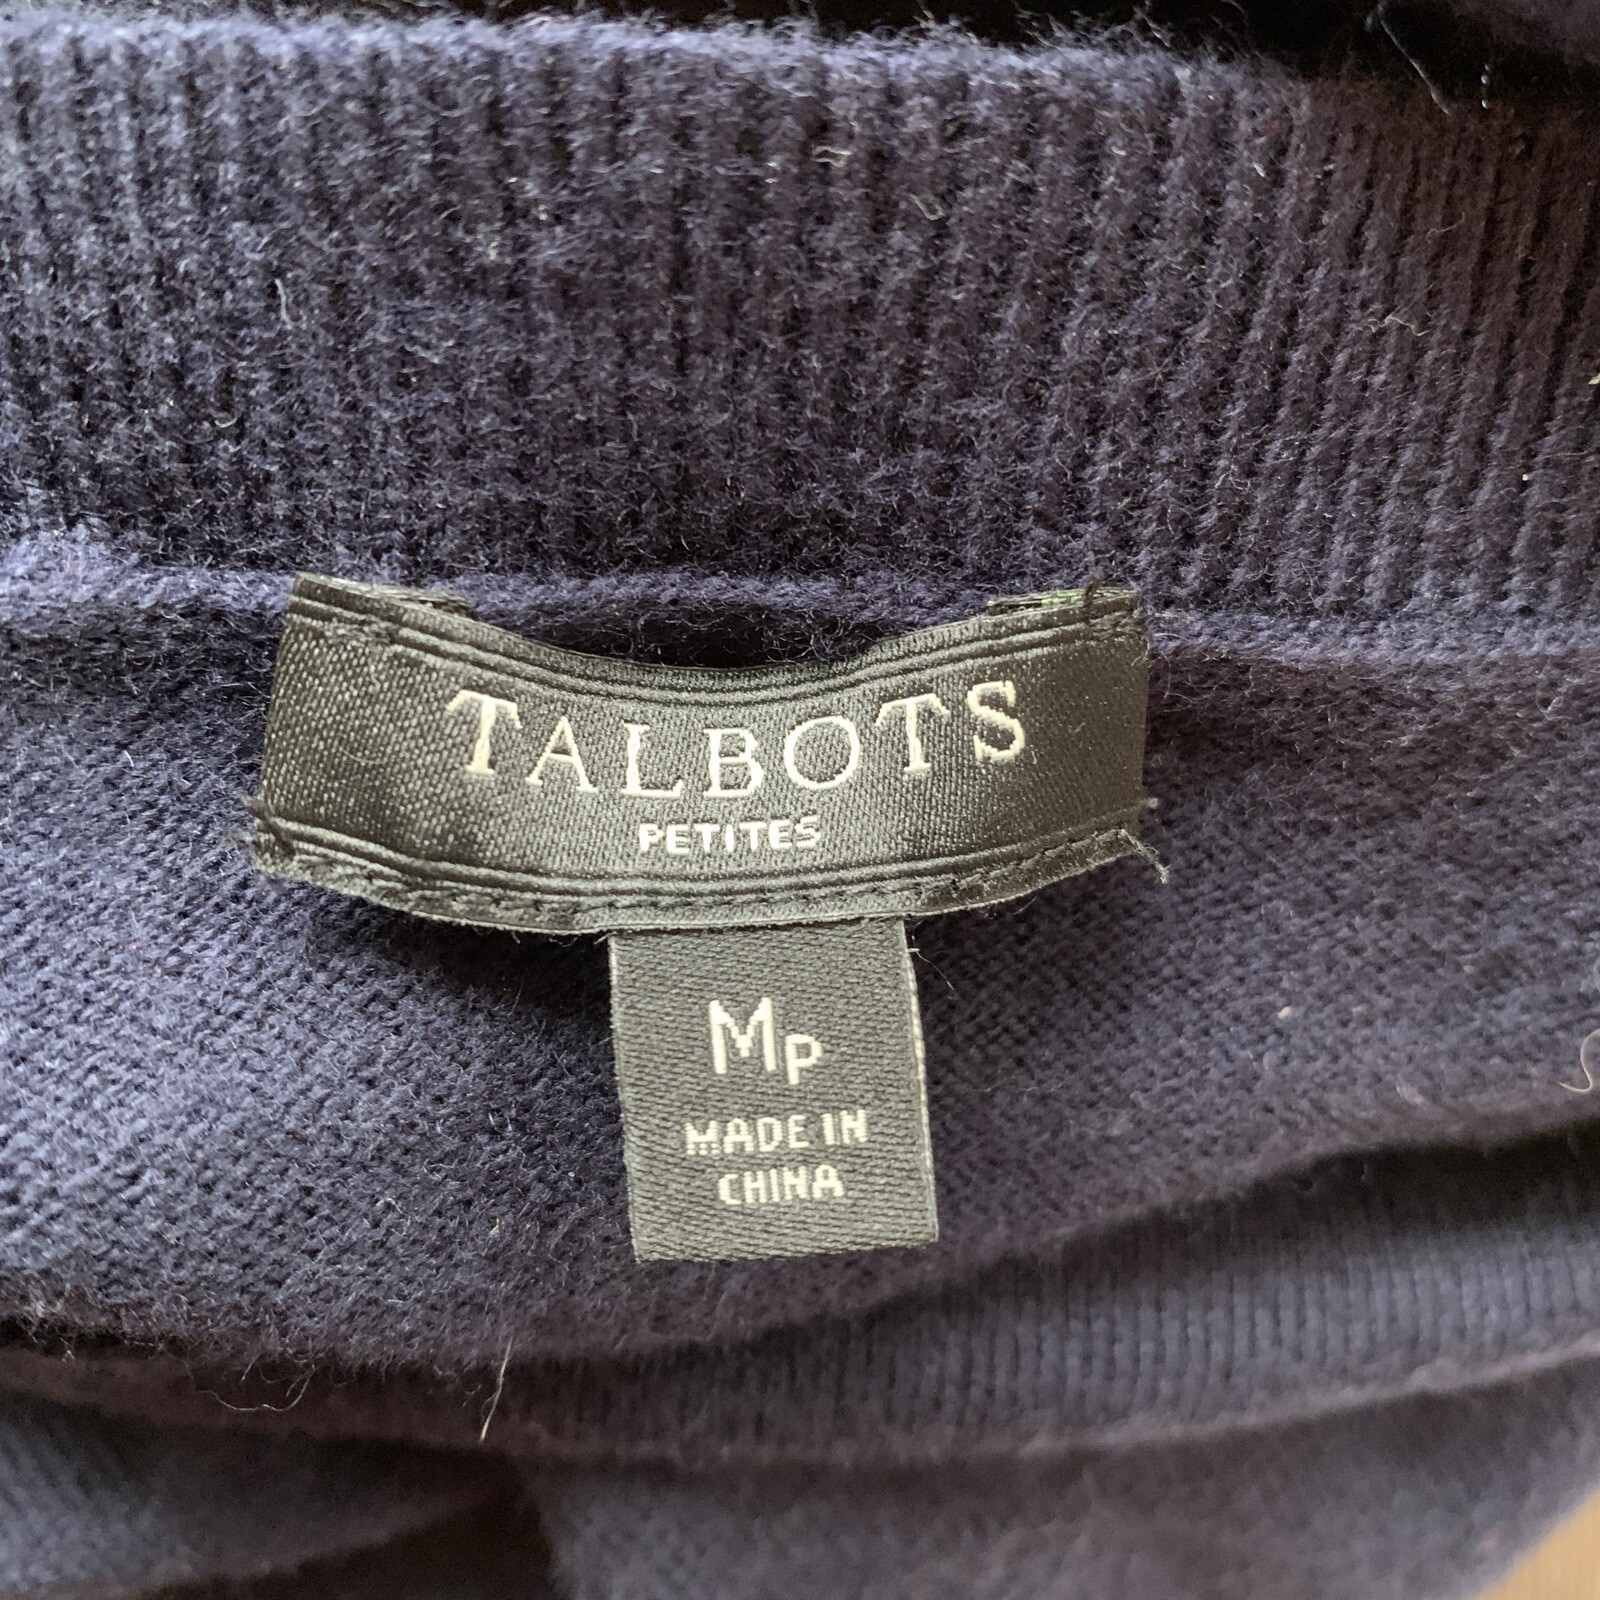 TALBOTS
PETITES
MP
MADE IN
CHINA